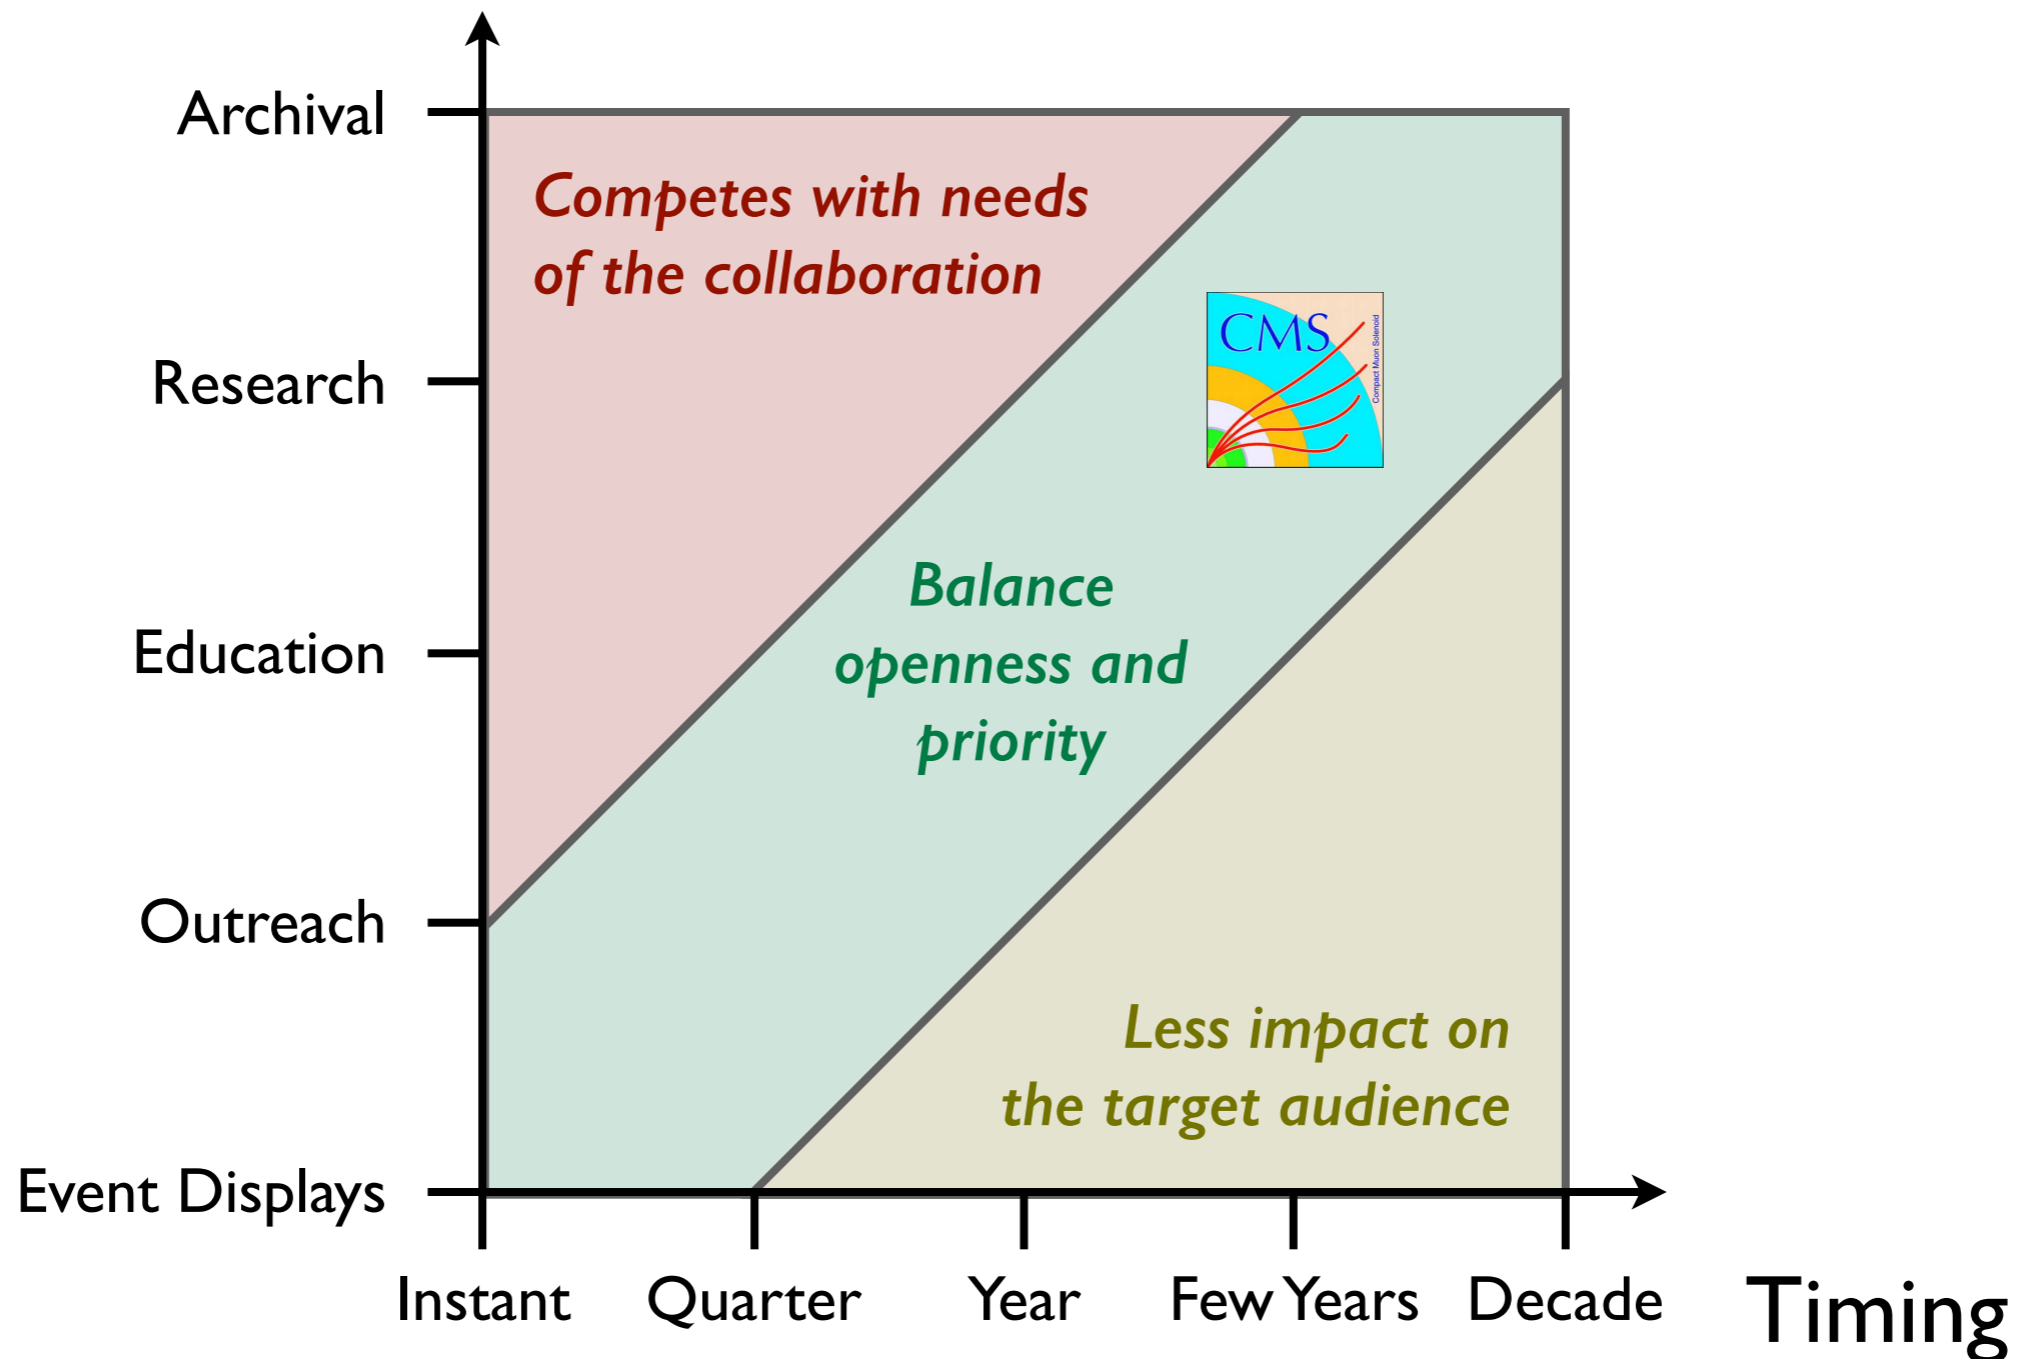 Archival
Competes with needs
of the collaboration
CMS
Compact Muon Solenoid
Research
Balance
Education
openness and
priority
Outreach
Less impact on
the target audience
Event Displays
Instant
Quarter
Year
Few Years
Decade
Timing